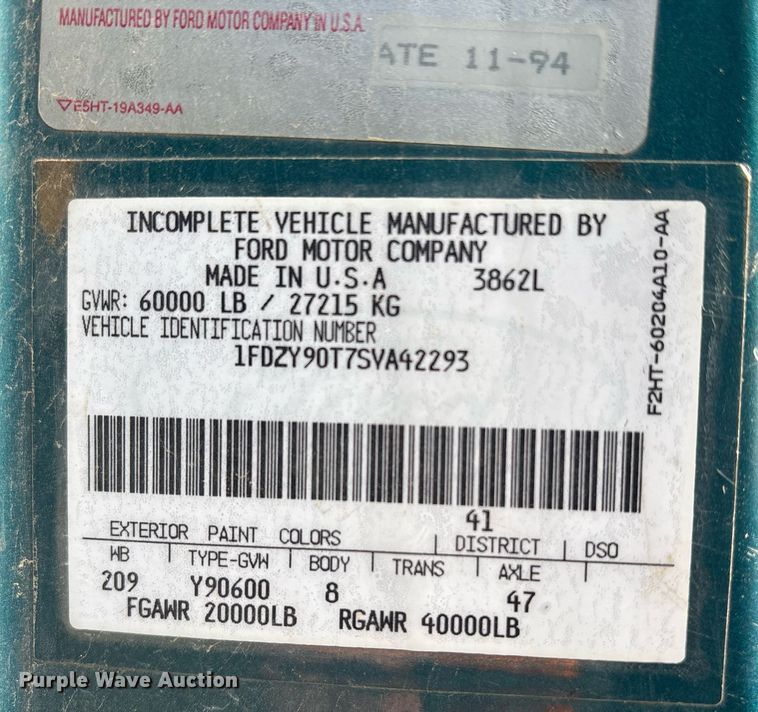 MANUFACTURED BY FORD MOTOR COMPANY IN U.S.A.
ATE 11-94
E5HT-19A349-AA
INCOMPLETE VEHICLE MANUFACTURED BY
FORD MOTOR COMPANY
MADE IN U.S.A 3862L
GVWR: 60000 LB / 27215 KG
VEHICLE IDENTIFICATION NUMBER
1FDZY90T7SVA42293
F2HT-60204A10-AA
41
EXTERIOR PAINT COLORS DISTRICT DSO
WB TYPE-GVW BODY TRANS AXLE
209 Y90600 8 47
FGAWR 20000LB RGAWR 40000LB
Purple Wave Auction